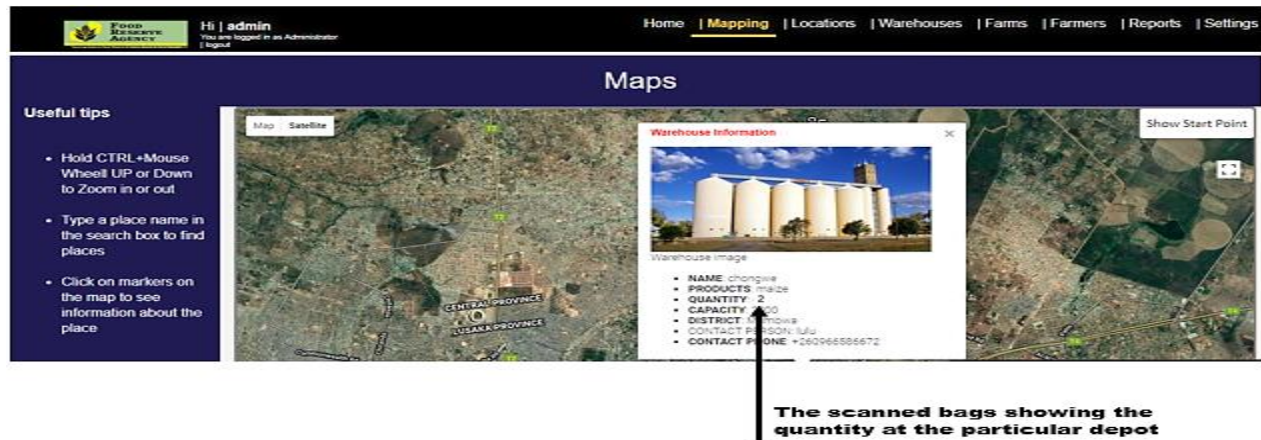 FOOD
RESERVE
AGENCY
Hi | admin
You are logged in as Administrator
| logout
Home | Mapping | Locations | Warehouses | Farms | Farmers | Reports | Settings
Maps
Useful tips
• Hold CTRL+Mouse
Wheell UP or Down
to Zoom in or out
• Type a place name in
the search box to find
places
• Click on markers on
the map to see
information about the
place
Map Satellite
Show Start Point
CENTRAL PROVINCE
LUSAKA PROVINCE
Warehouse Information
Warehouse image
• NAME: chongwe
• PRODUCTS: maize
• QUANTITY: 2
• CAPACITY:
• DISTRICT:
• CONTACT PERSON: lulu
• CONTACT PHONE: +260966586672
The scanned bags showing the
quantity at the particular depot